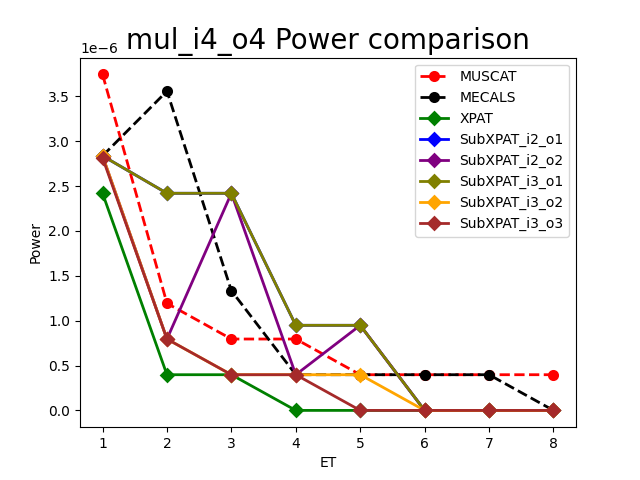 mul_i4_o4 Power comparison
1e−6
MUSCAT
MECALS
XPAT
SubXPAT_i2_o1
SubXPAT_i2_o2
SubXPAT_i3_o1
SubXPAT_i3_o2
SubXPAT_i3_o3
3.5
3.0
2.5
2.0
1.5
1.0
0.5
0.0
Power
1 2 3 4 5 6 7 8
ET